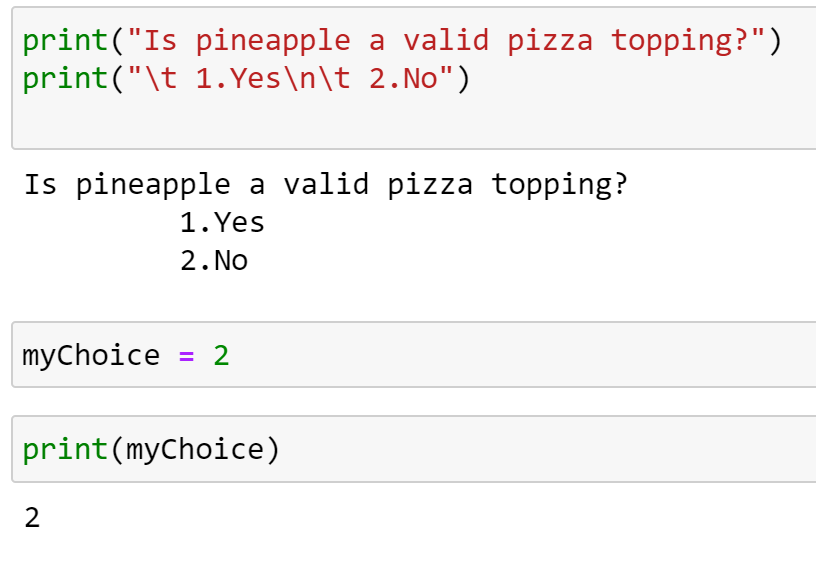 print("Is pineapple a valid pizza topping?")
print("\t 1.Yes\n\t 2.No")
Is pineapple a valid pizza topping?
1.Yes
2.No
myChoice = 2
print(myChoice)
2